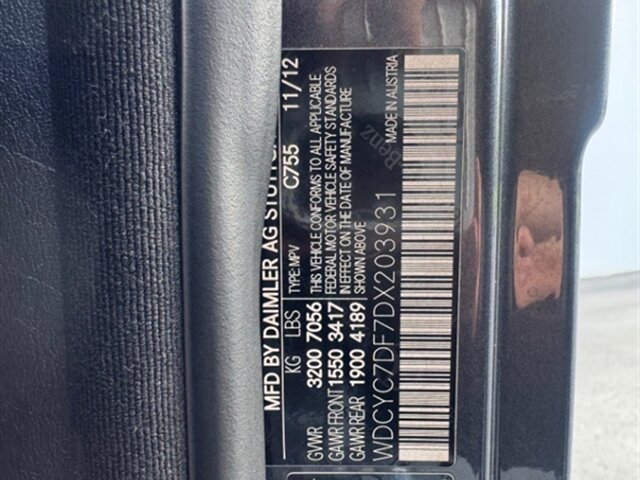 MFD BY DAIMLER AG STUTTG
KG LBS TYPE:MPV C755 11/12
GVWR 3200 7056 THIS VEHICLE CONFORMS TO ALL APPLICABLE
GAWR FRONT 1550 3417 FEDERAL MOTOR VEHICLE SAFETY STANDARDS
IN EFFECT ON THE DATE OF MANUFACTURE
GAWR REAR 1900 4189 SHOWN ABOVE
WDCYC7DF7DX203931 MADE IN AUSTRIA
Benz